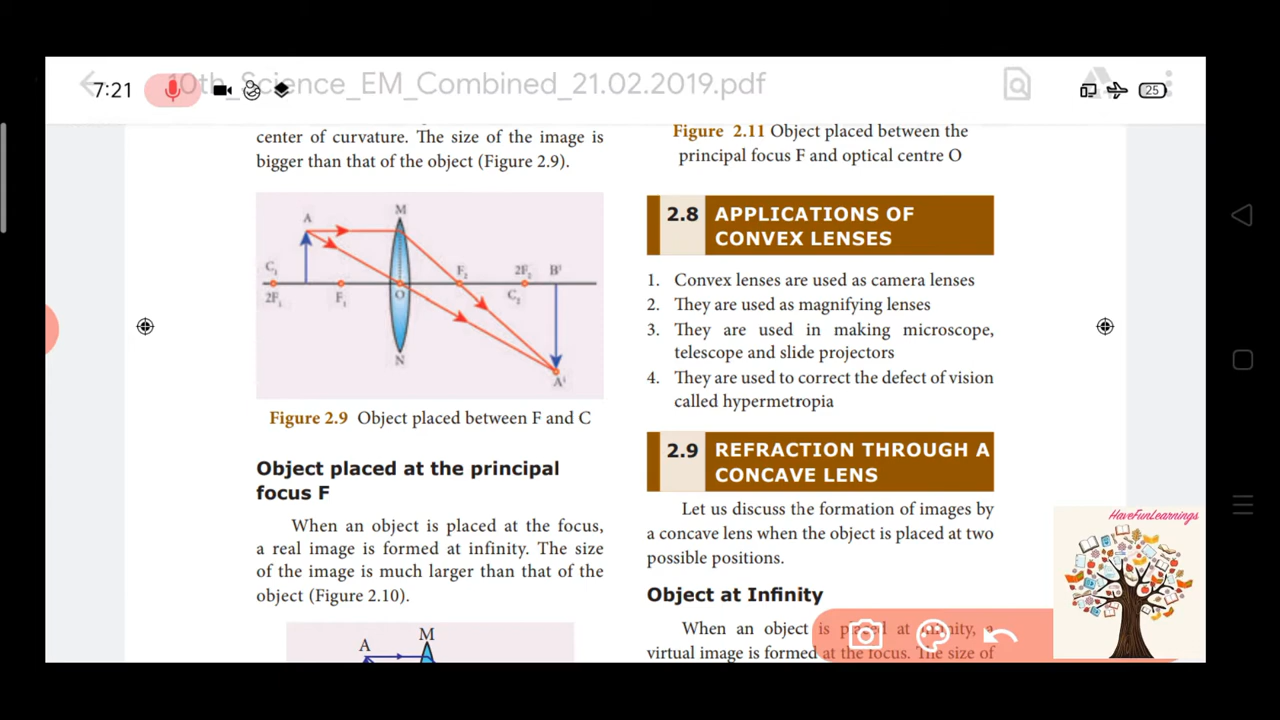 7:21
10th_Science_EM_Combined_21.02.2019.pdf
25
center of curvature. The size of the image is
bigger than that of the object (Figure 2.9).
A
M
C₁
F₂
2F₂
B¹
2F₁
F₁
O
C₂
N
A¹
Figure 2.9 Object placed between F and C
Object placed at the principal
focus F
When an object is placed at the focus,
a real image is formed at infinity. The size
of the image is much larger than that of the
object (Figure 2.10).
A
M
Figure 2.11 Object placed between the
principal focus F and optical centre O
2.8 APPLICATIONS OF
CONVEX LENSES
1. Convex lenses are used as camera lenses
2. They are used as magnifying lenses
3. They are used in making microscope,
telescope and slide projectors
4. They are used to correct the defect of vision
called hypermetropia
2.9 REFRACTION THROUGH A
CONCAVE LENS
Let us discuss the formation of images by
a concave lens when the object is placed at two
possible positions.
Object at Infinity
When an object is placed at infinity, a
virtual image is formed at the focus. The size of
HaveFunLearnings